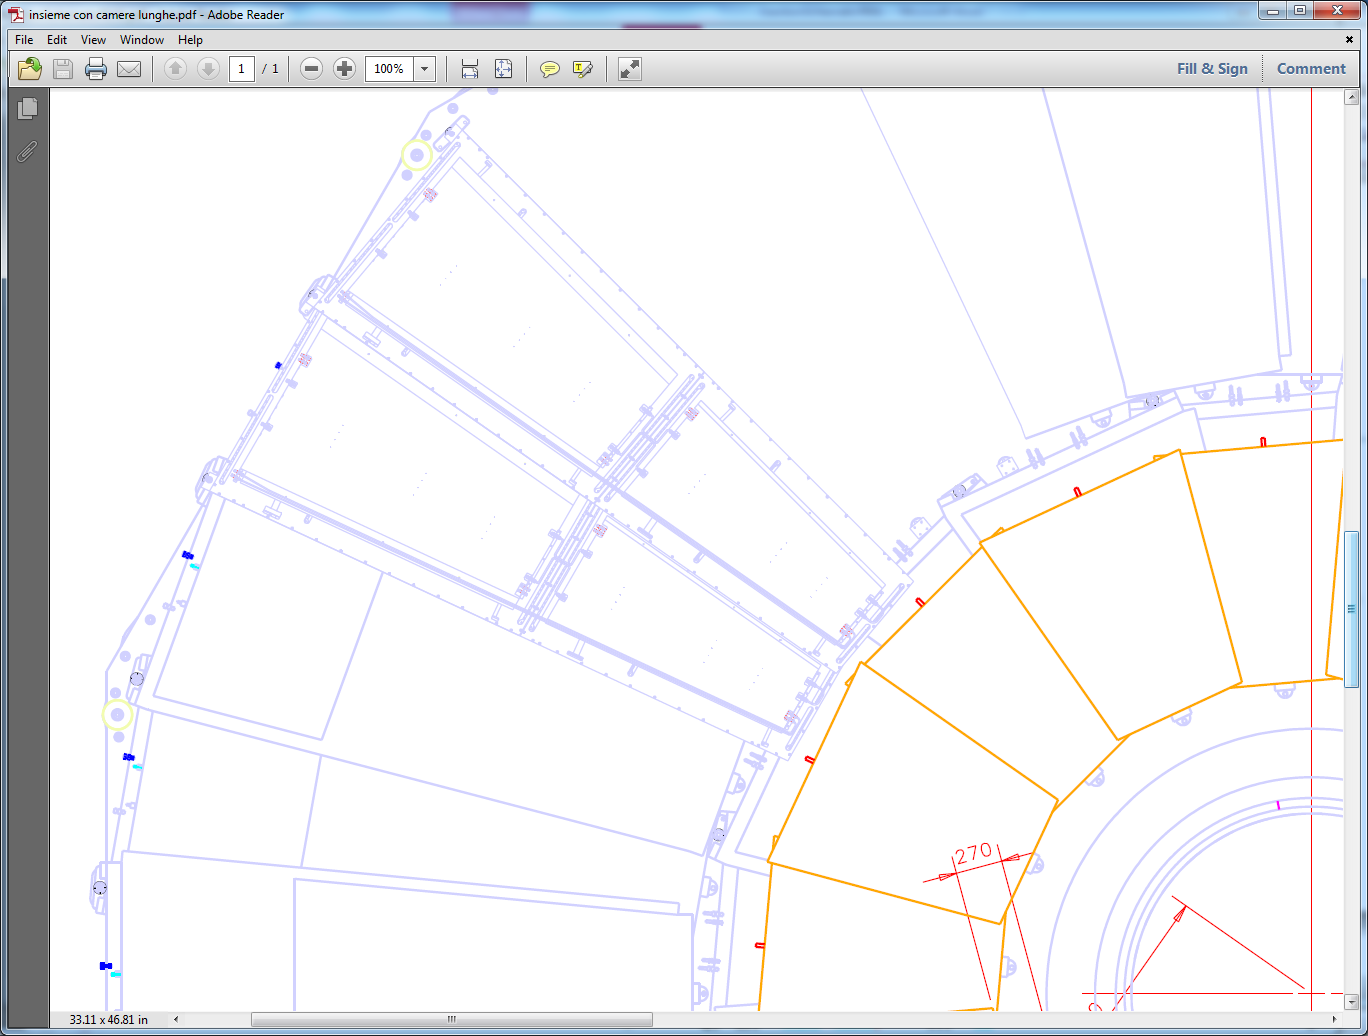 insieme con camere lunghe.pdf - Adobe Reader
File Edit View Window Help
1 / 1 100% Fill & Sign Comment
270
33.11 x 46.81 in